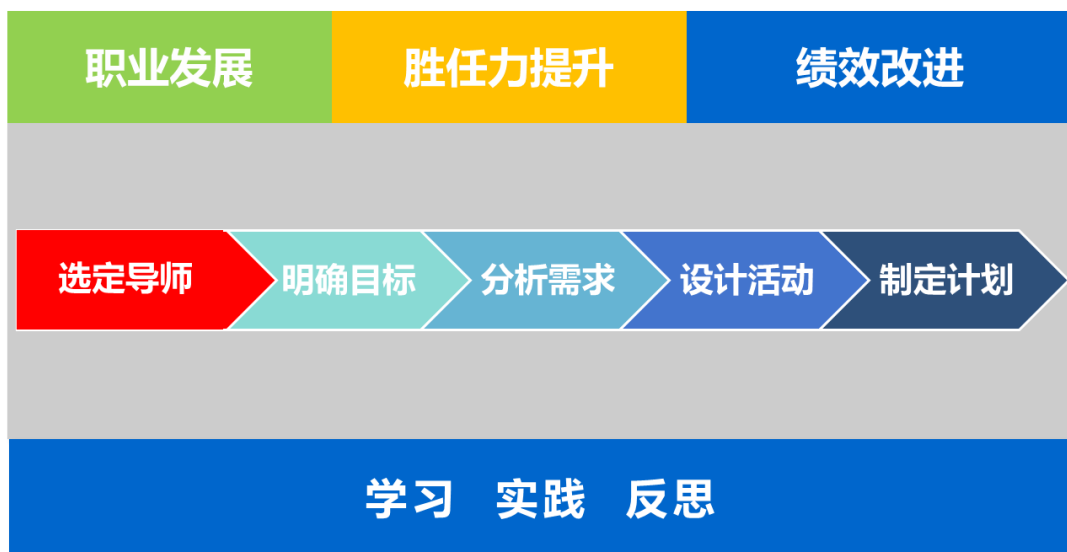 职业发展 胜任力提升 绩效改进
选定导师 明确目标 分析需求 设计活动 制定计划
学习 实践 反思